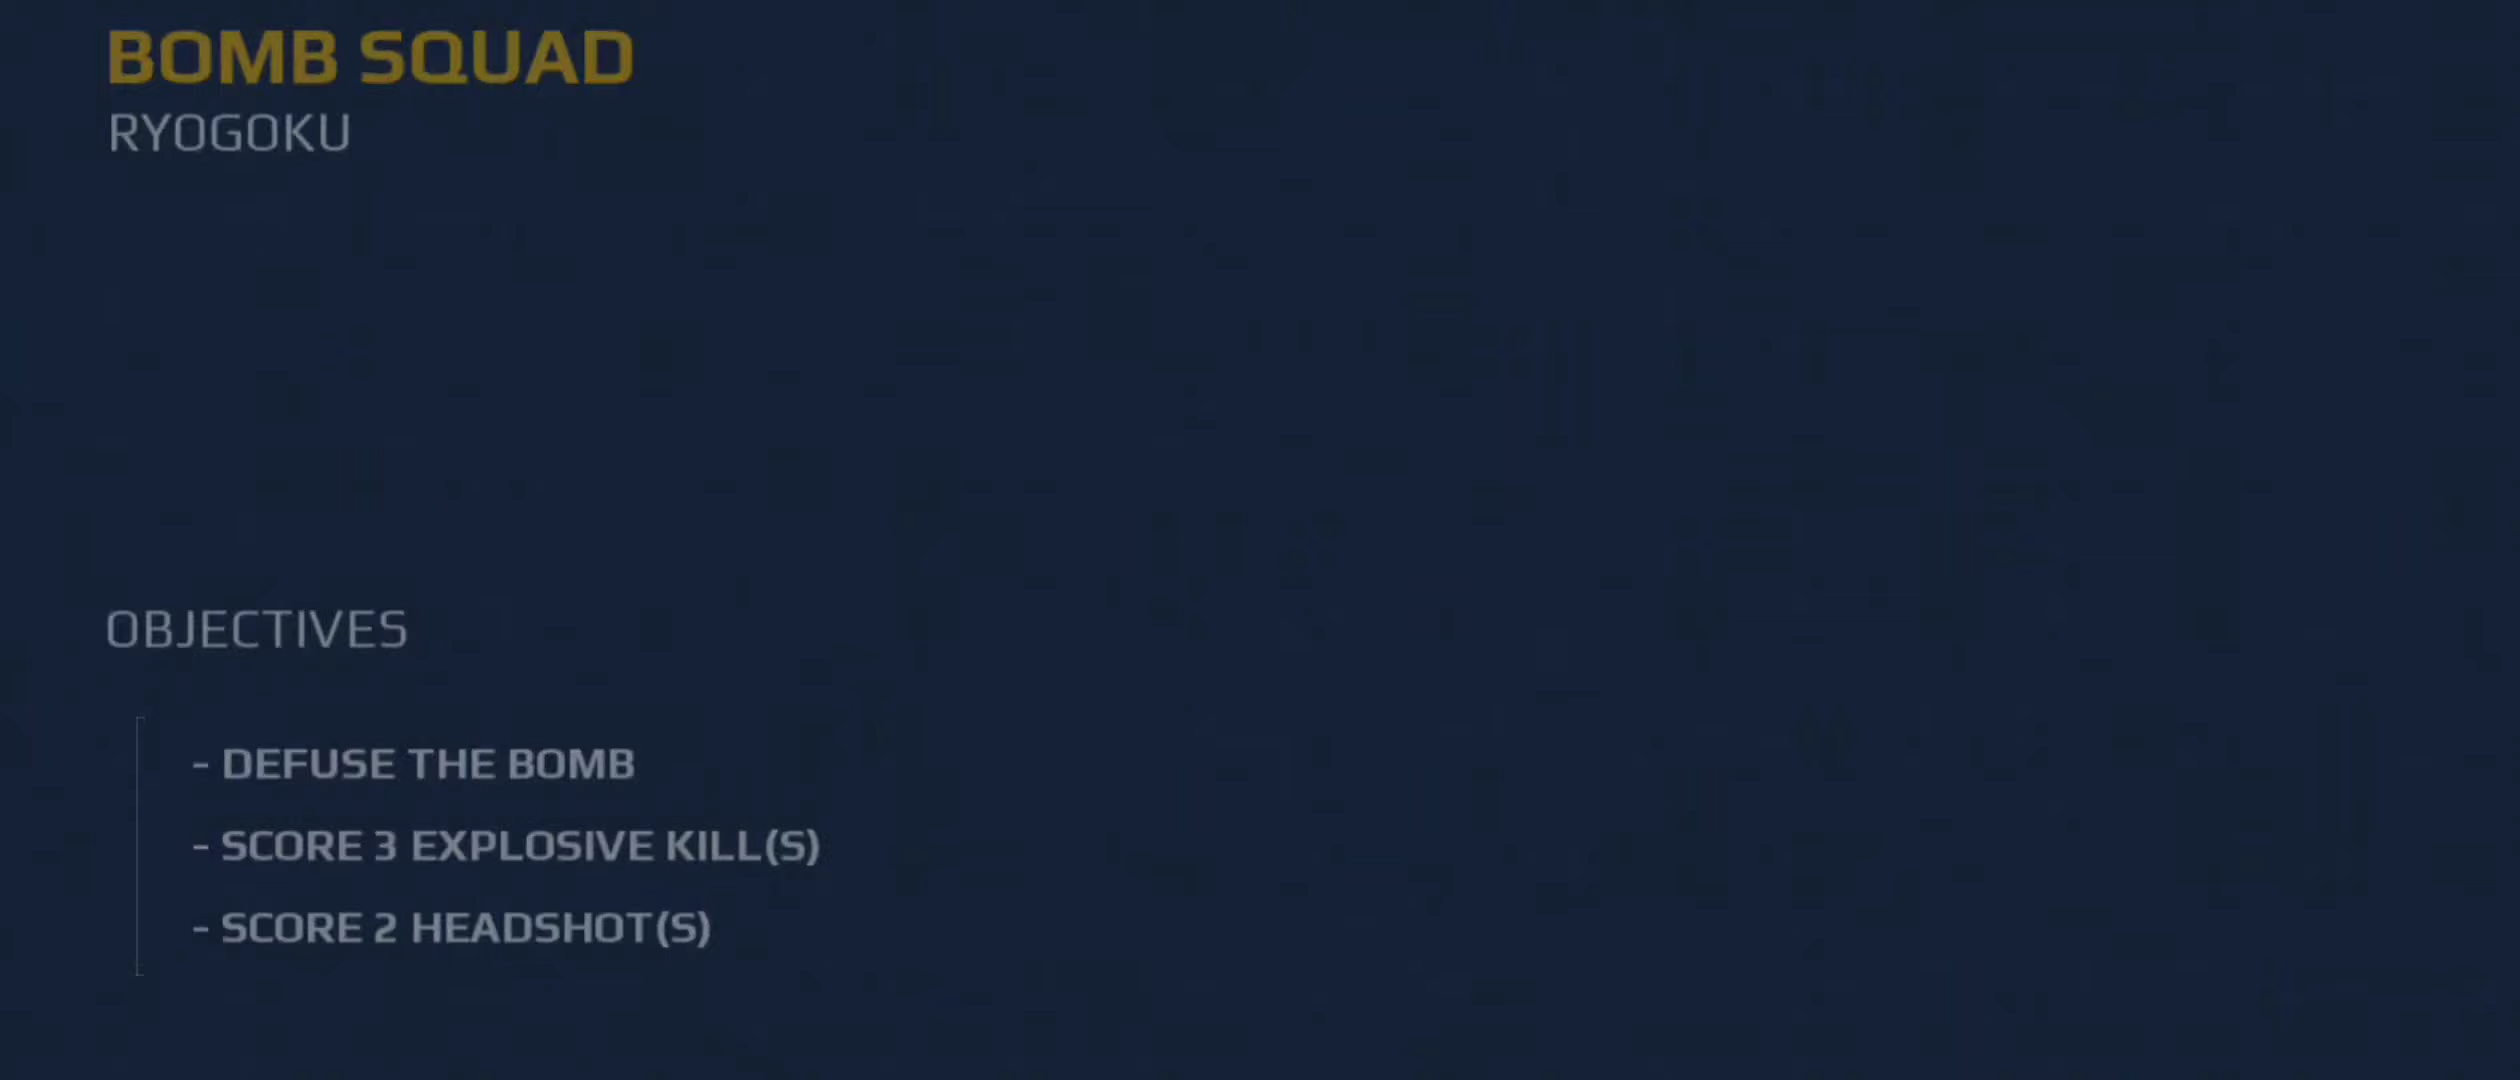 BOMB SQUAD
RYOGOKU
OBJECTIVES
- DEFUSE THE BOMB
- SCORE 3 EXPLOSIVE KILL(S)
- SCORE 2 HEADSHOT(S)